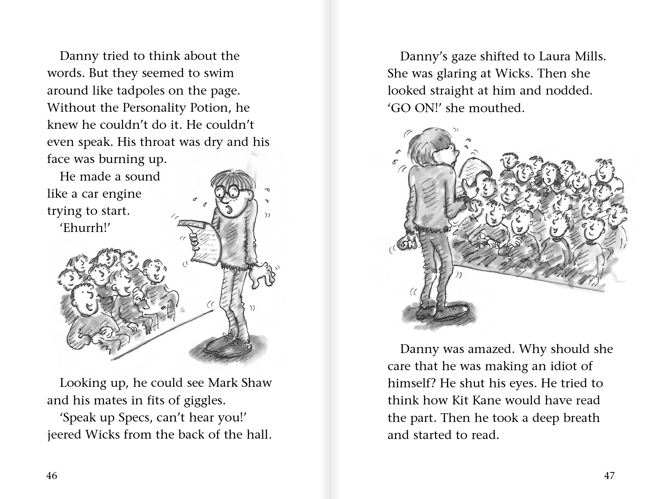 Danny tried to think about the
words. But they seemed to swim
around like tadpoles on the page.
Without the Personality Potion, he
knew he couldn’t do it. He couldn’t
even speak. His throat was dry and his
face was burning up.
He made a sound
like a car engine
trying to start.
‘Ehurrh!’
Looking up, he could see Mark Shaw
and his mates in fits of giggles.
‘Speak up Specs, can’t hear you!’
jeered Wicks from the back of the hall.
46
Danny’s gaze shifted to Laura Mills.
She was glaring at Wicks. Then she
looked straight at him and nodded.
‘GO ON!’ she mouthed.
Danny was amazed. Why should she
care that he was making an idiot of
himself? He shut his eyes. He tried to
think how Kit Kane would have read
the part. Then he took a deep breath
and started to read.
47